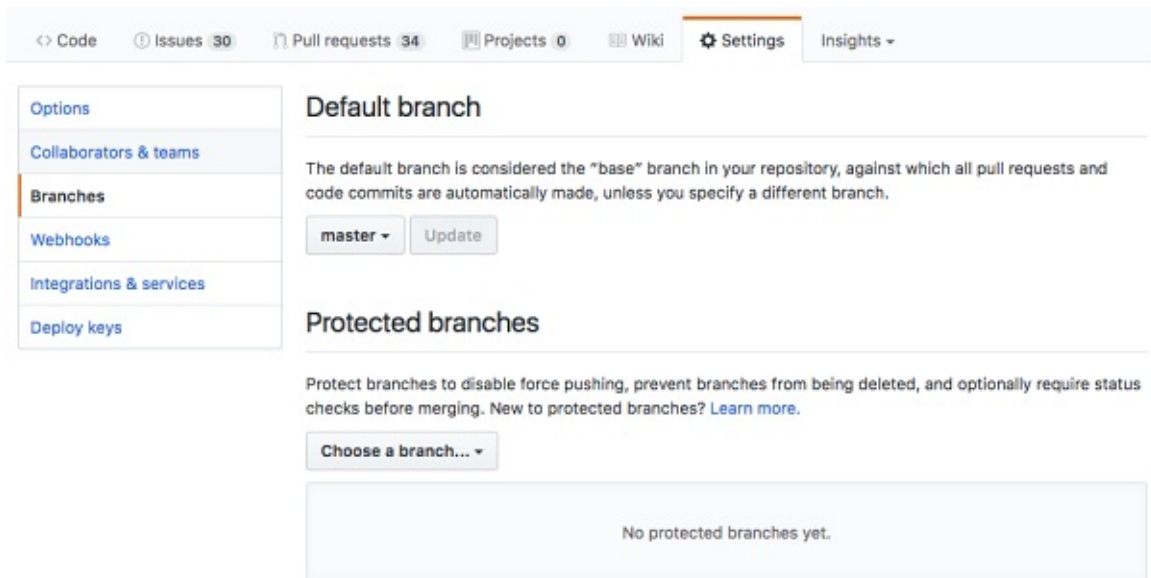 Code Issues 30 Pull requests 34 Projects 0 Wiki Settings Insights
Options
Collaborators & teams
Branches
Webhooks
Integrations & services
Deploy keys
Default branch
The default branch is considered the "base" branch in your repository, against which all pull requests and
code commits are automatically made, unless you specify a different branch.
master Update
Protected branches
Protect branches to disable force pushing, prevent branches from being deleted, and optionally require status
checks before merging. New to protected branches? Learn more.
Choose a branch...
No protected branches yet.